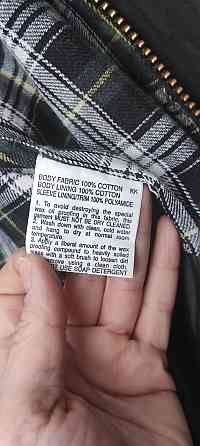 BODY FABRIC 100% COTTON KK
BODY LINING 100% COTTON
SLEEVE LINING/TRIM 100% POLYAMIDE
1. To avoid destroying the special
wax oil proofing in this fabric, this
garment MUST NOT BE DRY CLEANED.
2. Wash down with clean, cold water
and hang to dry at normal room
temperature.
3. Apply a liberal amount of the wax
proofing compound to heavily soiled
areas with a soft brush to loosen dirt
remove using a clean cloth.
NOT USE SOAP DETERGENT